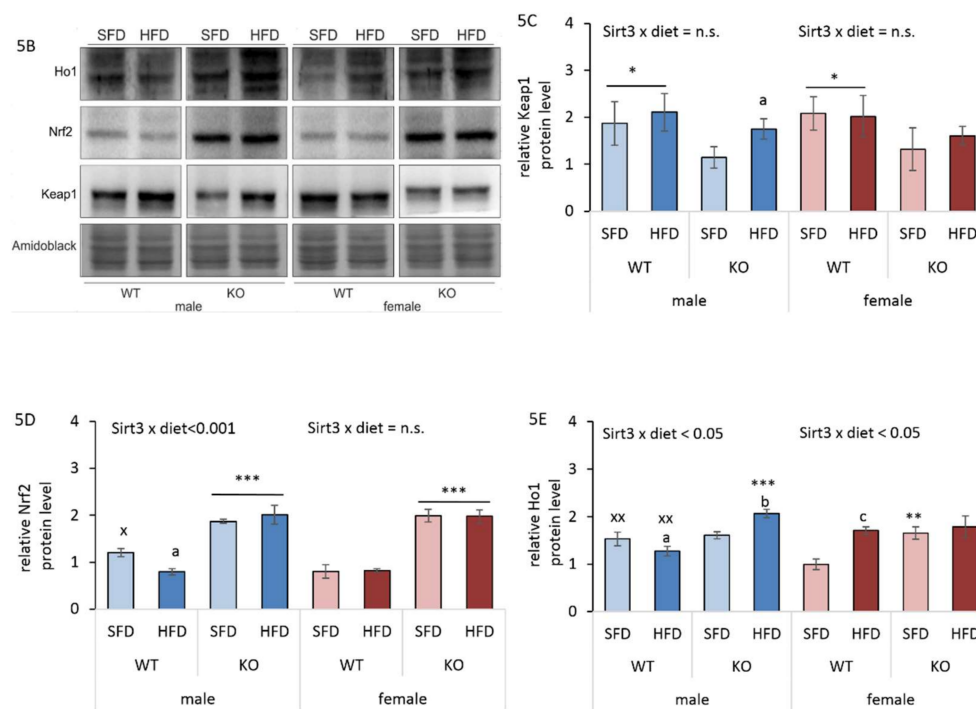 5B
SFD HFD SFD HFD SFD HFD SFD HFD
Ho1
Nrf2
Keap1
Amidoblack
WT KO WT KO
male female
5C
Sirt3 x diet = n.s. Sirt3 x diet = n.s.
relative Keap1
protein level
4
3
2
1
0
* a *
SFD HFD SFD HFD SFD HFD SFD HFD
WT KO WT KO
male female
5D
Sirt3 x diet<0.001 Sirt3 x diet = n.s.
relative Nrf2
protein level
4
3
2
1
0
*** ***
x a
SFD HFD SFD HFD SFD HFD SFD HFD
WT KO WT KO
male female
5E
Sirt3 x diet < 0.05 Sirt3 x diet < 0.05
relative Ho1
protein level
4
3
2
1
0
***
xx xx b c **
a
SFD HFD SFD HFD SFD HFD SFD HFD
WT KO WT KO
male female